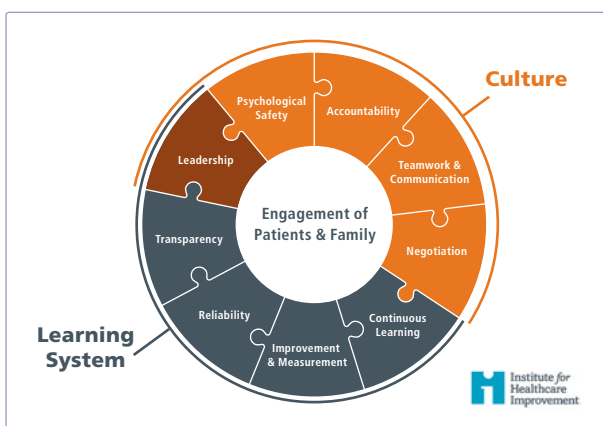 Culture
Psychological
Safety
Accountability
Leadership
Teamwork &
Communication
Engagement of
Patients & Family
Transparency
Negotiation
Reliability
Continuous
Learning
Learning
System
Improvement
& Measurement
Institute for
Healthcare
Improvement